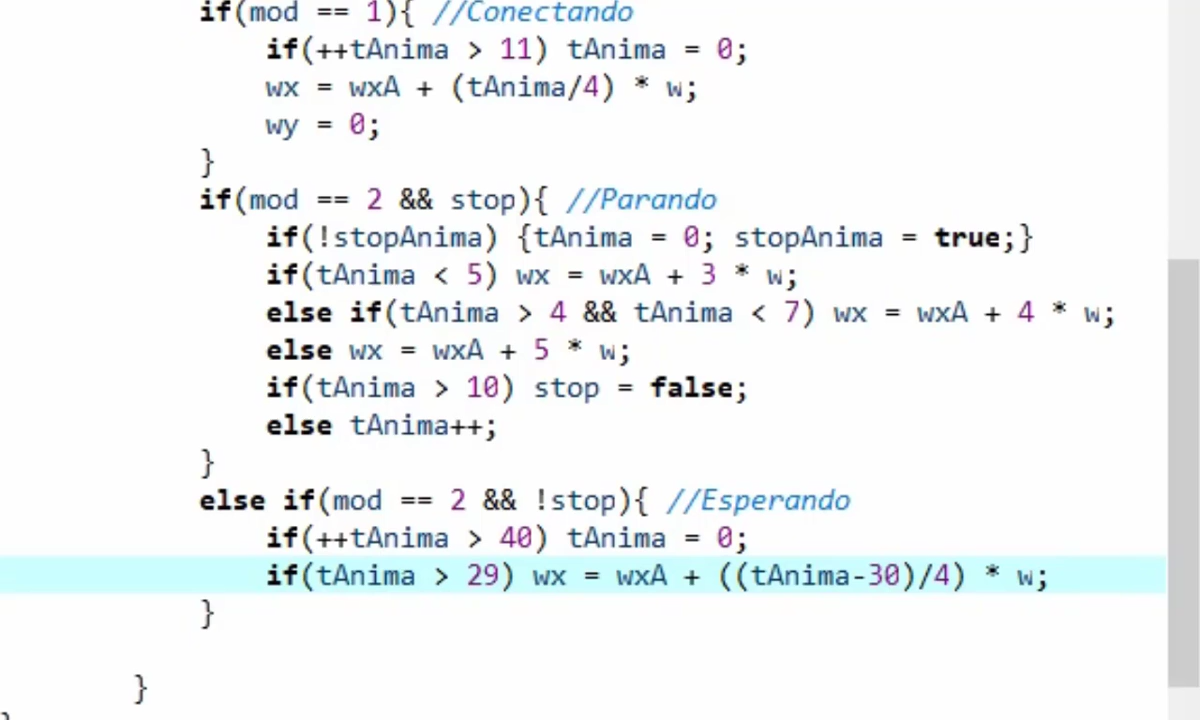 if(mod == 1){ //Conectando
if(++tAnima > 11) tAnima = 0;
wx = wxA + (tAnima/4) * w;
wy = 0;
}
if(mod == 2 && stop){ //Parando
if(!stopAnima) {tAnima = 0; stopAnima = true;}
if(tAnima < 5) wx = wxA + 3 * w;
else if(tAnima > 4 && tAnima < 7) wx = wxA + 4 * w;
else wx = wxA + 5 * w;
if(tAnima > 10) stop = false;
else tAnima++;
}
else if(mod == 2 && !stop){ //Esperando
if(++tAnima > 40) tAnima = 0;
if(tAnima > 29) wx = wxA + ((tAnima-30)/4) * w;
}
}
}